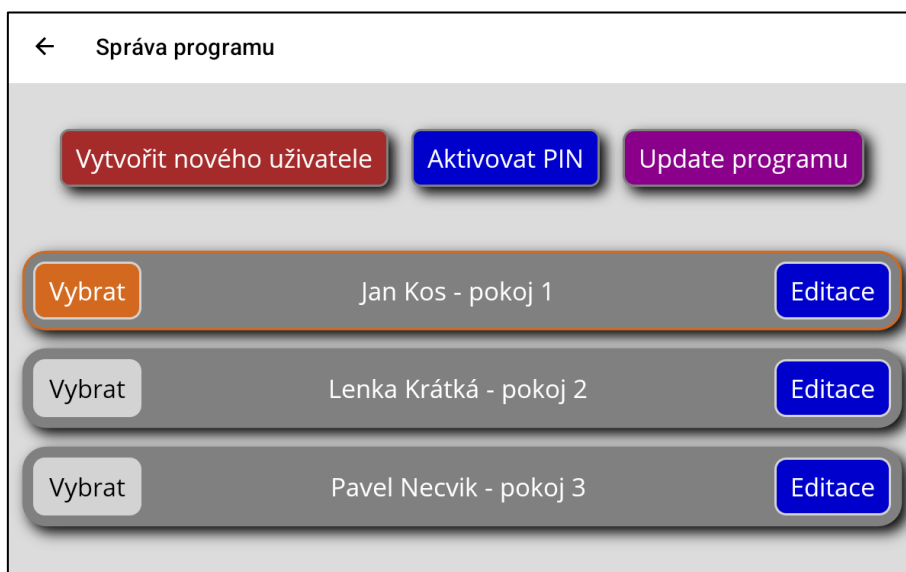 Správa programu
Vytvořit nového uživatele Aktivovat PIN Update programu
Vybrat Jan Kos - pokoj 1 Editace
Vybrat Lenka Krátká - pokoj 2 Editace
Vybrat Pavel Necvik - pokoj 3 Editace